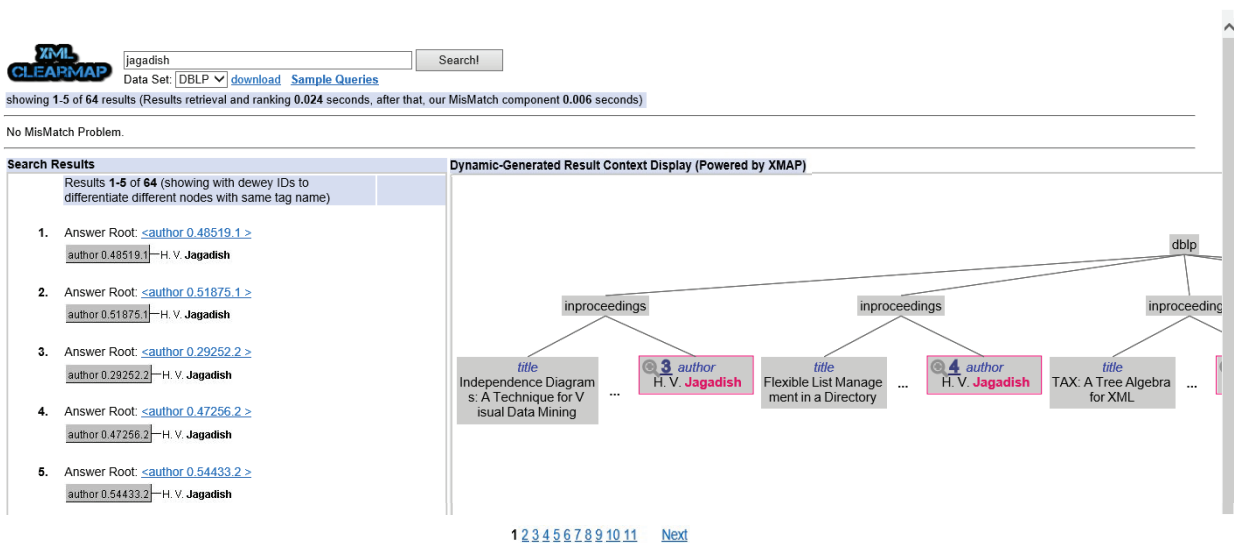 XML
CLEARMAP
jagadish
Search!
Data Set: DBLP download Sample Queries
showing 1-5 of 64 results (Results retrieval and ranking 0.024 seconds, after that, our MisMatch component 0.006 seconds)
No MisMatch Problem.
Search Results
Results 1-5 of 64 (showing with dewey IDs to
differentiate different nodes with same tag name)
1. Answer Root: <author 0.48519.1 >
author 0.48519.1 H. V. Jagadish
2. Answer Root: <author 0.51875.1 >
author 0.51875.1 H. V. Jagadish
3. Answer Root: <author 0.29252.2 >
author 0.29252.2 H. V. Jagadish
4. Answer Root: <author 0.47256.2 >
author 0.47256.2 H. V. Jagadish
5. Answer Root: <author 0.54433.2 >
author 0.54433.2 H. V. Jagadish
Dynamic-Generated Result Context Display (Powered by XMAP)
dblp
inproceedings inproceedings inproceeding
title
Independence Diagram
s: A Technique for V
isual Data Mining
...
3 author
H. V. Jagadish
title
Flexible List Manage
ment in a Directory
...
4 author
H. V. Jagadish
title
TAX: A Tree Algebra
for XML
...
1 2 3 4 5 6 7 8 9 10 11 Next